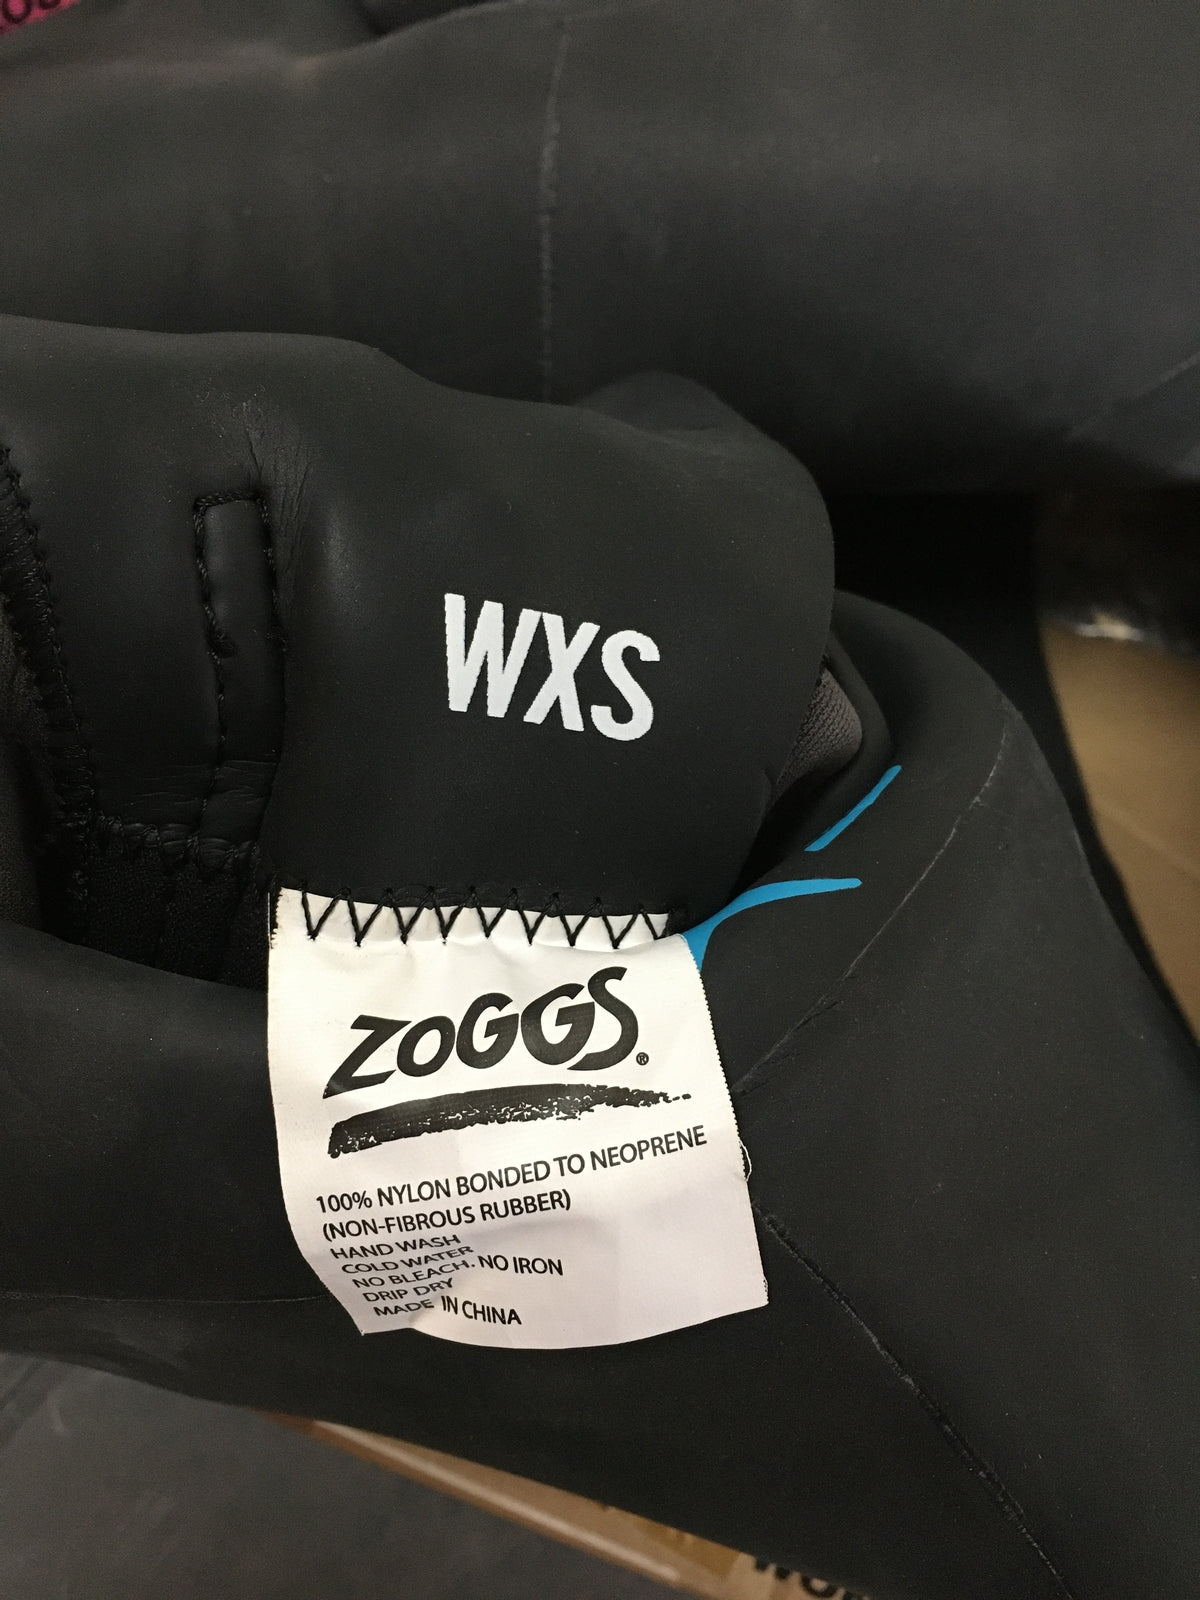 WXS
ZOGGS®
100% NYLON BONDED TO NEOPRENE
(NON-FIBROUS RUBBER)
HAND WASH
COLD WATER
NO BLEACH. NO IRON
DRIP DRY
MADE IN CHINA